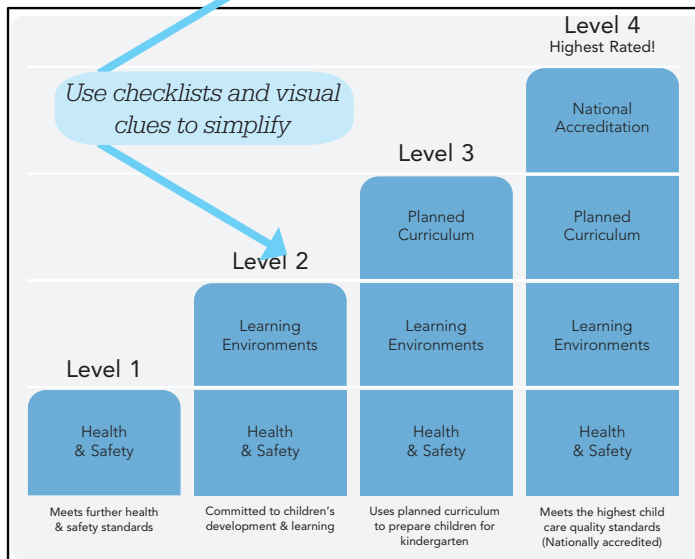 Level 4
Highest Rated!
Use checklists and visual
clues to simplify
National
Accreditation
Level 3
Planned
Curriculum
Planned
Curriculum
Level 2
Learning
Environments
Learning
Environments
Learning
Environments
Level 1
Health
& Safety
Health
& Safety
Health
& Safety
Health
& Safety
Meets further health
& safety standards
Committed to children's
development & learning
Uses planned curriculum
to prepare children for
kindergarten
Meets the highest child
care quality standards
(Nationally accredited)